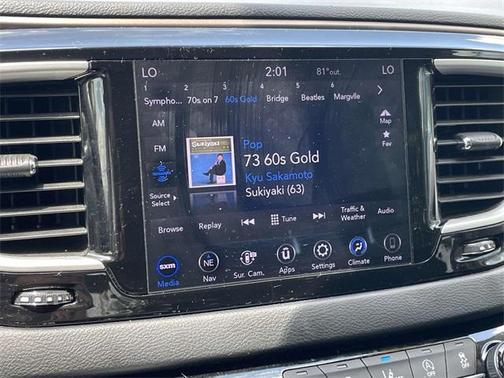 LO 2:01 81° out. LO
1 2 3 4 5 6
Sympho... 70s on 7 60s Gold Bridge Beatles Margvlle
AM
FM
Source Select
Sukiyaki
Pop
73 60s Gold
Kyu Sakamoto
Sukiyaki (63)
Map
Fav
Browse Replay Tune Traffic & Weather Audio
sxm NE ū
Media Nav Sur. Cam. Apps Settings Climate Phone